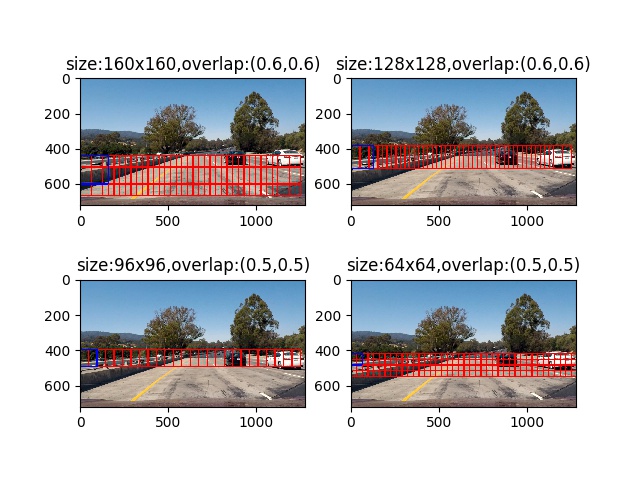 size:160x160,overlap:(0.6,0.6)
0
200
400
600
0 500 1000
size:128x128,overlap:(0.6,0.6)
0
200
400
600
0 500 1000
size:96x96,overlap:(0.5,0.5)
0
200
400
600
0 500 1000
size:64x64,overlap:(0.5,0.5)
0
200
400
600
0 500 1000